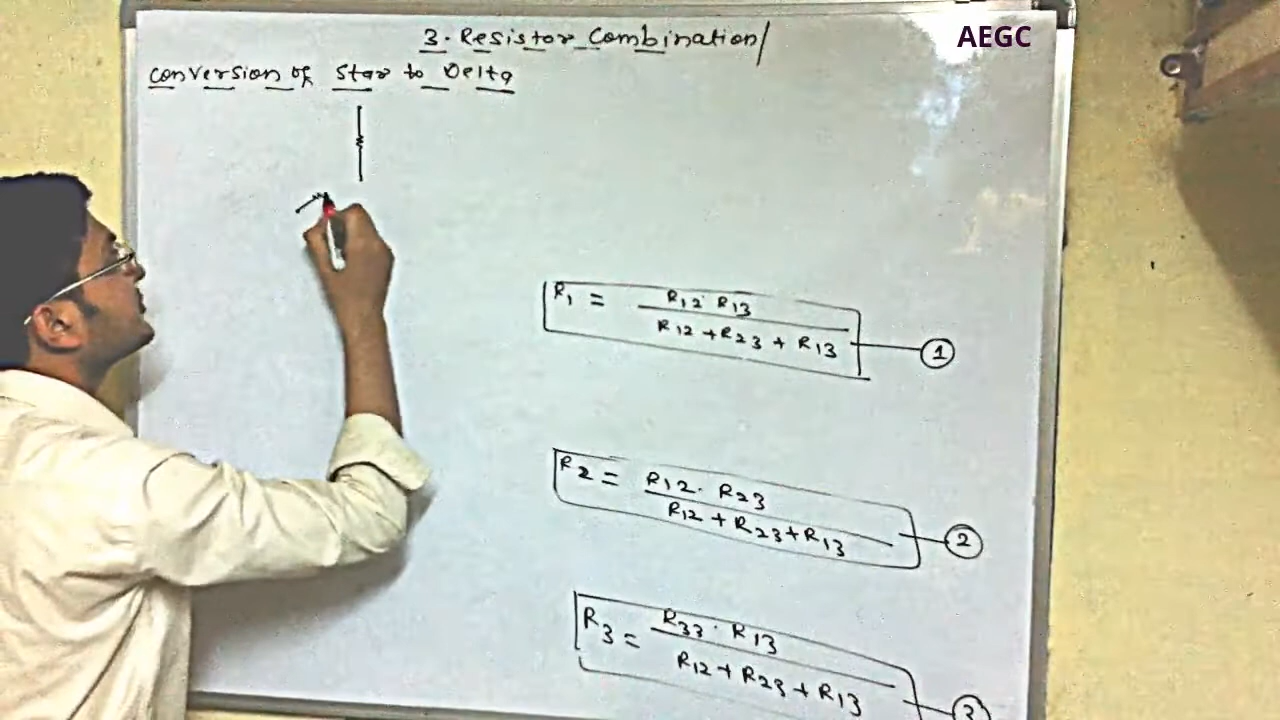 3. Resistor Combination/
AEGC
Conversion of Star to Delta
R1 = R12 R13
R12 + R23 + R13
1
R2 = R12. R23
R12 + R23 + R13
2
R3 = R33. R13
R12 + R23 + R13
3